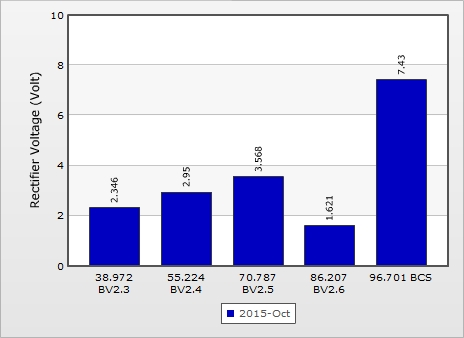 Rectifier Voltage (Volt)
10
8
6
4
2
0
2.346
2.95
3.568
1.621
7.43
38.972
BV2.3
55.224
BV2.4
70.787
BV2.5
86.207
BV2.6
96.701 BCS
2015-Oct